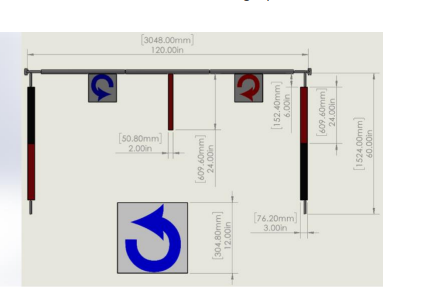 [3048.00mm]
120.00in
[50.80mm]
2.00in
[609.60mm]
24.00in
[152.40mm]
6.00in
[609.60mm]
24.00in
[1524.00mm]
60.00in
[304.80mm]
12.00in
[76.20mm]
3.00in